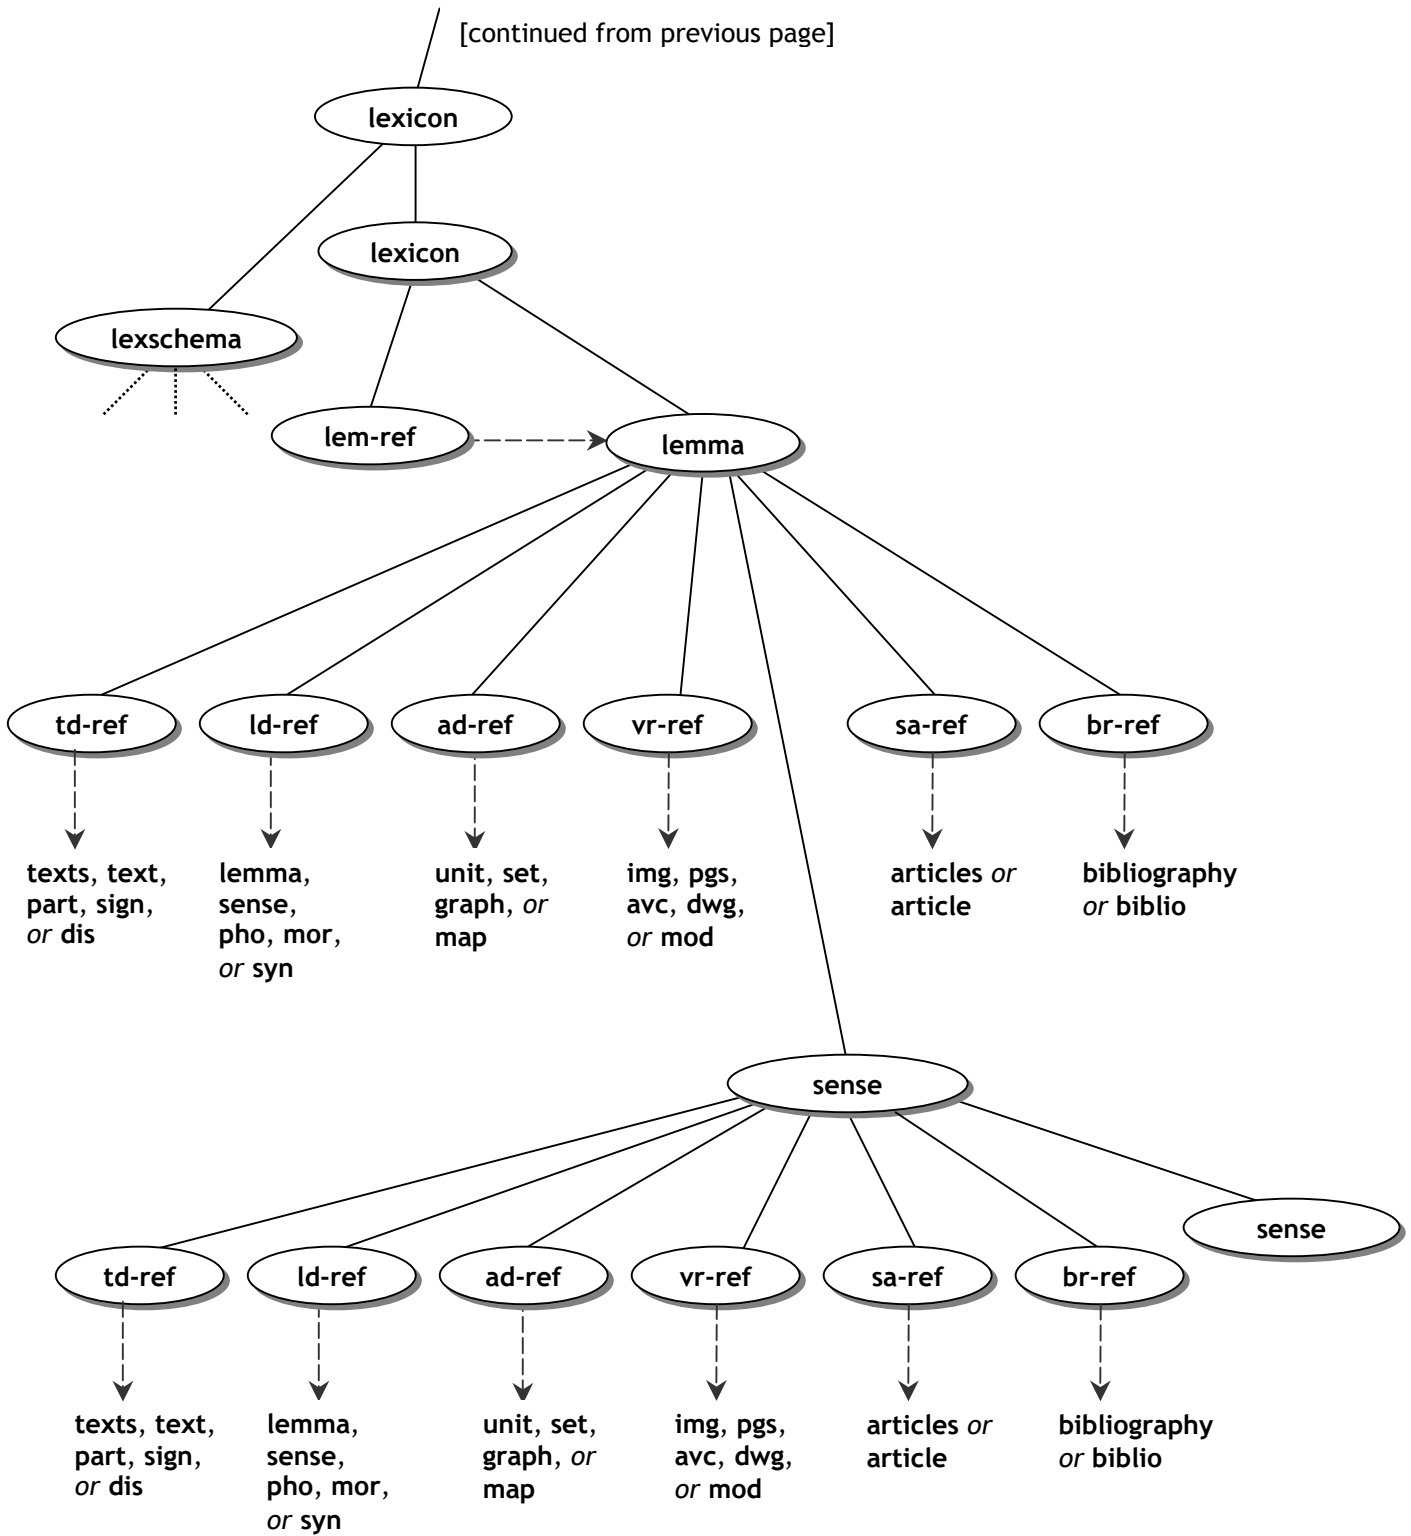 [continued from previous page]
lexicon
lexicon
lexschema
lem-ref
lemma
td-ref
ld-ref
ad-ref
vr-ref
sa-ref
br-ref
texts, text,
part, sign,
or dis
lemma,
sense,
pho, mor,
or syn
unit, set,
graph, or
map
img, pgs,
avc, dwg,
or mod
articles or
article
bibliography
or biblio
sense
sense
td-ref
ld-ref
ad-ref
vr-ref
sa-ref
br-ref
texts, text,
part, sign,
or dis
lemma,
sense,
pho, mor,
or syn
unit, set,
graph, or
map
img, pgs,
avc, dwg,
or mod
articles or
article
bibliography
or biblio